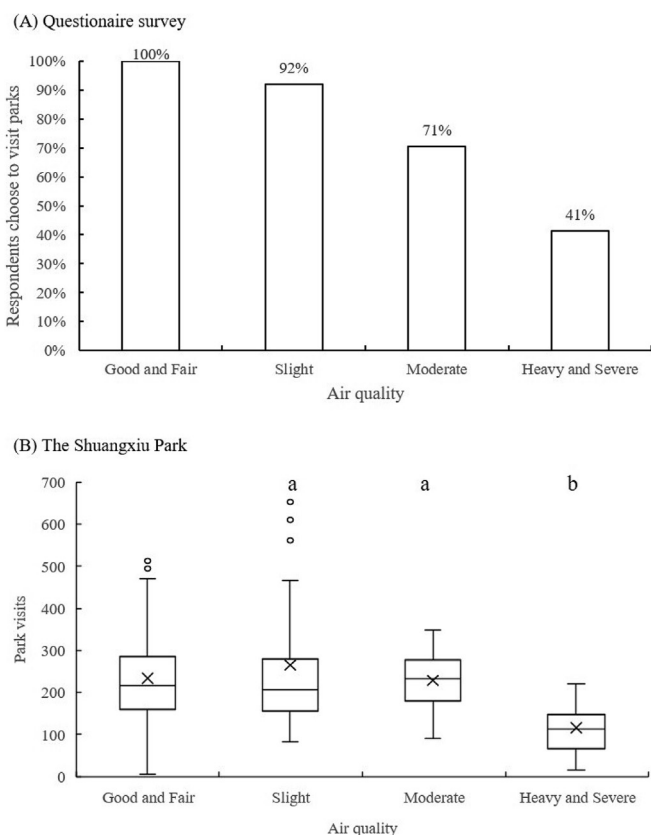 (A) Questionaire survey
Respondents choose to visit parks
100%
90%
80%
70%
60%
50%
40%
30%
20%
10%
0%
100%
92%
71%
41%
Good and Fair Slight Moderate Heavy and Severe
Air quality
(B) The Shuangxiu Park
Park visits
700
600
500
400
300
200
100
0
a a b
Good and Fair Slight Moderate Heavy and Severe
Air quality